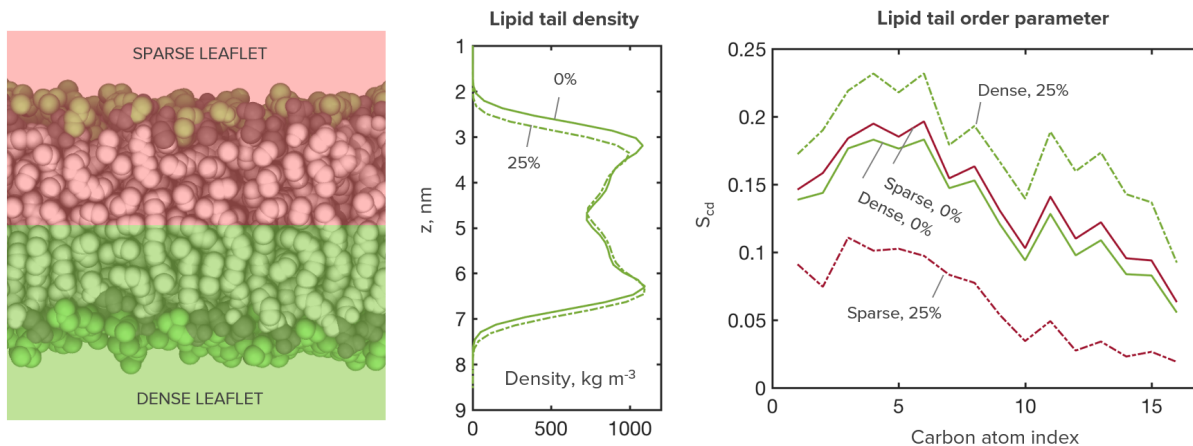 SPARSE LEAFLET
DENSE LEAFLET
Lipid tail density
1
2
3
4
5
6
7
8
9
z, nm
0%
25%
Density, kg m⁻³
0
500
1000
Lipid tail order parameter
0.25
0.2
0.15
0.1
0.05
0
S_cd
Dense, 25%
Sparse, 0%
Dense, 0%
Sparse, 25%
0
5
10
15
Carbon atom index